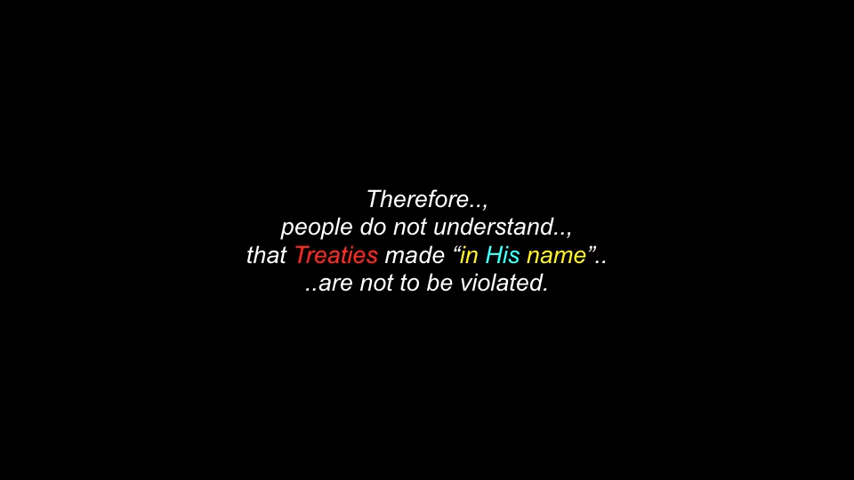 Therefore..,
people do not understand..,
that Treaties made “in His name”..
..are not to be violated.